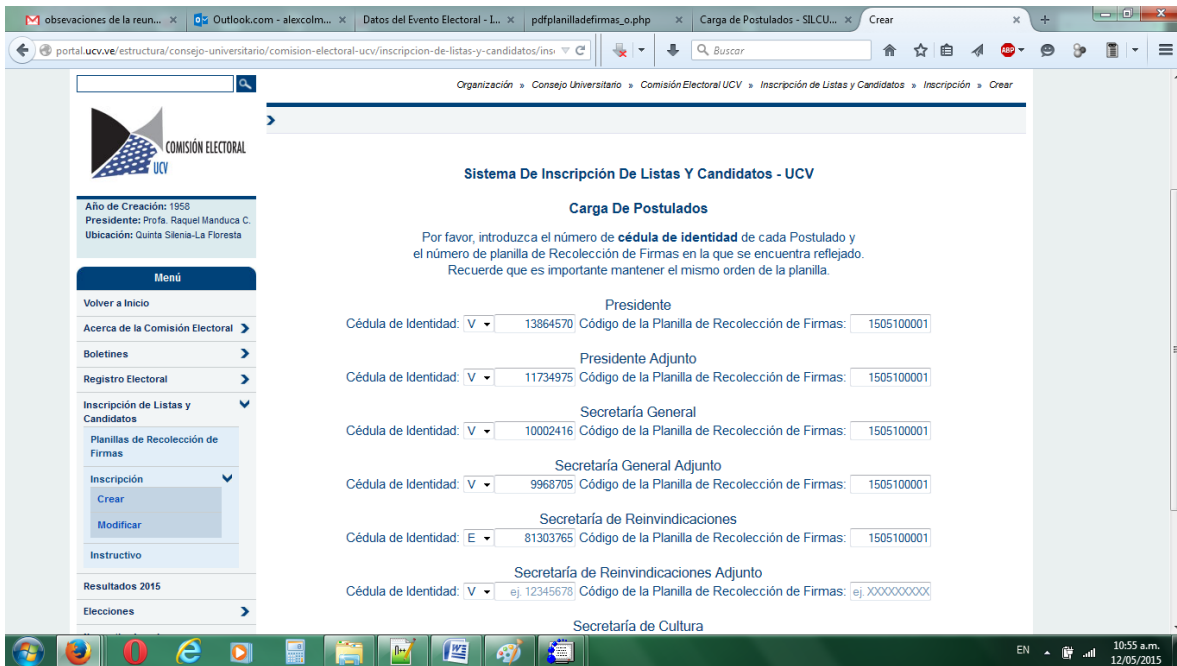 obsevaciones de la reun...
Outlook.com - alexcolm...
Datos del Evento Electoral - I...
pdfplanilladefirmas_o.php
Carga de Postulados - SILCU...
Crear
portal.ucv.ve/estructura/consejo-universitario/comision-electoral-ucv/inscripcion-de-listas-y-candidatos/ins
Buscar
ABP
Organización » Consejo Universitario » Comisión Electoral UCV » Inscripción de Listas y Candidatos » Inscripción » Crear
COMISIÓN ELECTORAL
UCV
Año de Creación: 1958
Presidente: Profa. Raquel Manduca C.
Ubicación: Quinta Silenia-La Floresta
Menú
Volver a Inicio
Acerca de la Comisión Electoral
Boletines
Registro Electoral
Inscripción de Listas y
Candidatos
Planillas de Recolección de
Firmas
Inscripción
Crear
Modificar
Instructivo
Resultados 2015
Elecciones
Sistema De Inscripción De Listas Y Candidatos - UCV
Carga De Postulados
Por favor, introduzca el número de cédula de identidad de cada Postulado y
el número de planilla de Recolección de Firmas en la que se encuentra reflejado.
Recuerde que es importante mantener el mismo orden de la planilla.
Presidente
Cédula de Identidad: V 13864570 Código de la Planilla de Recolección de Firmas: 1505100001
Presidente Adjunto
Cédula de Identidad: V 11734975 Código de la Planilla de Recolección de Firmas: 1505100001
Secretaría General
Cédula de Identidad: V 10002416 Código de la Planilla de Recolección de Firmas: 1505100001
Secretaría General Adjunto
Cédula de Identidad: V 9968705 Código de la Planilla de Recolección de Firmas: 1505100001
Secretaría de Reinvindicaciones
Cédula de Identidad: E 81303765 Código de la Planilla de Recolección de Firmas: 1505100001
Secretaría de Reinvindicaciones Adjunto
Cédula de Identidad: V ej. 12345678 Código de la Planilla de Recolección de Firmas: ej. XXXXXXXXX
Secretaría de Cultura
EN
10:55 a.m.
12/05/2015